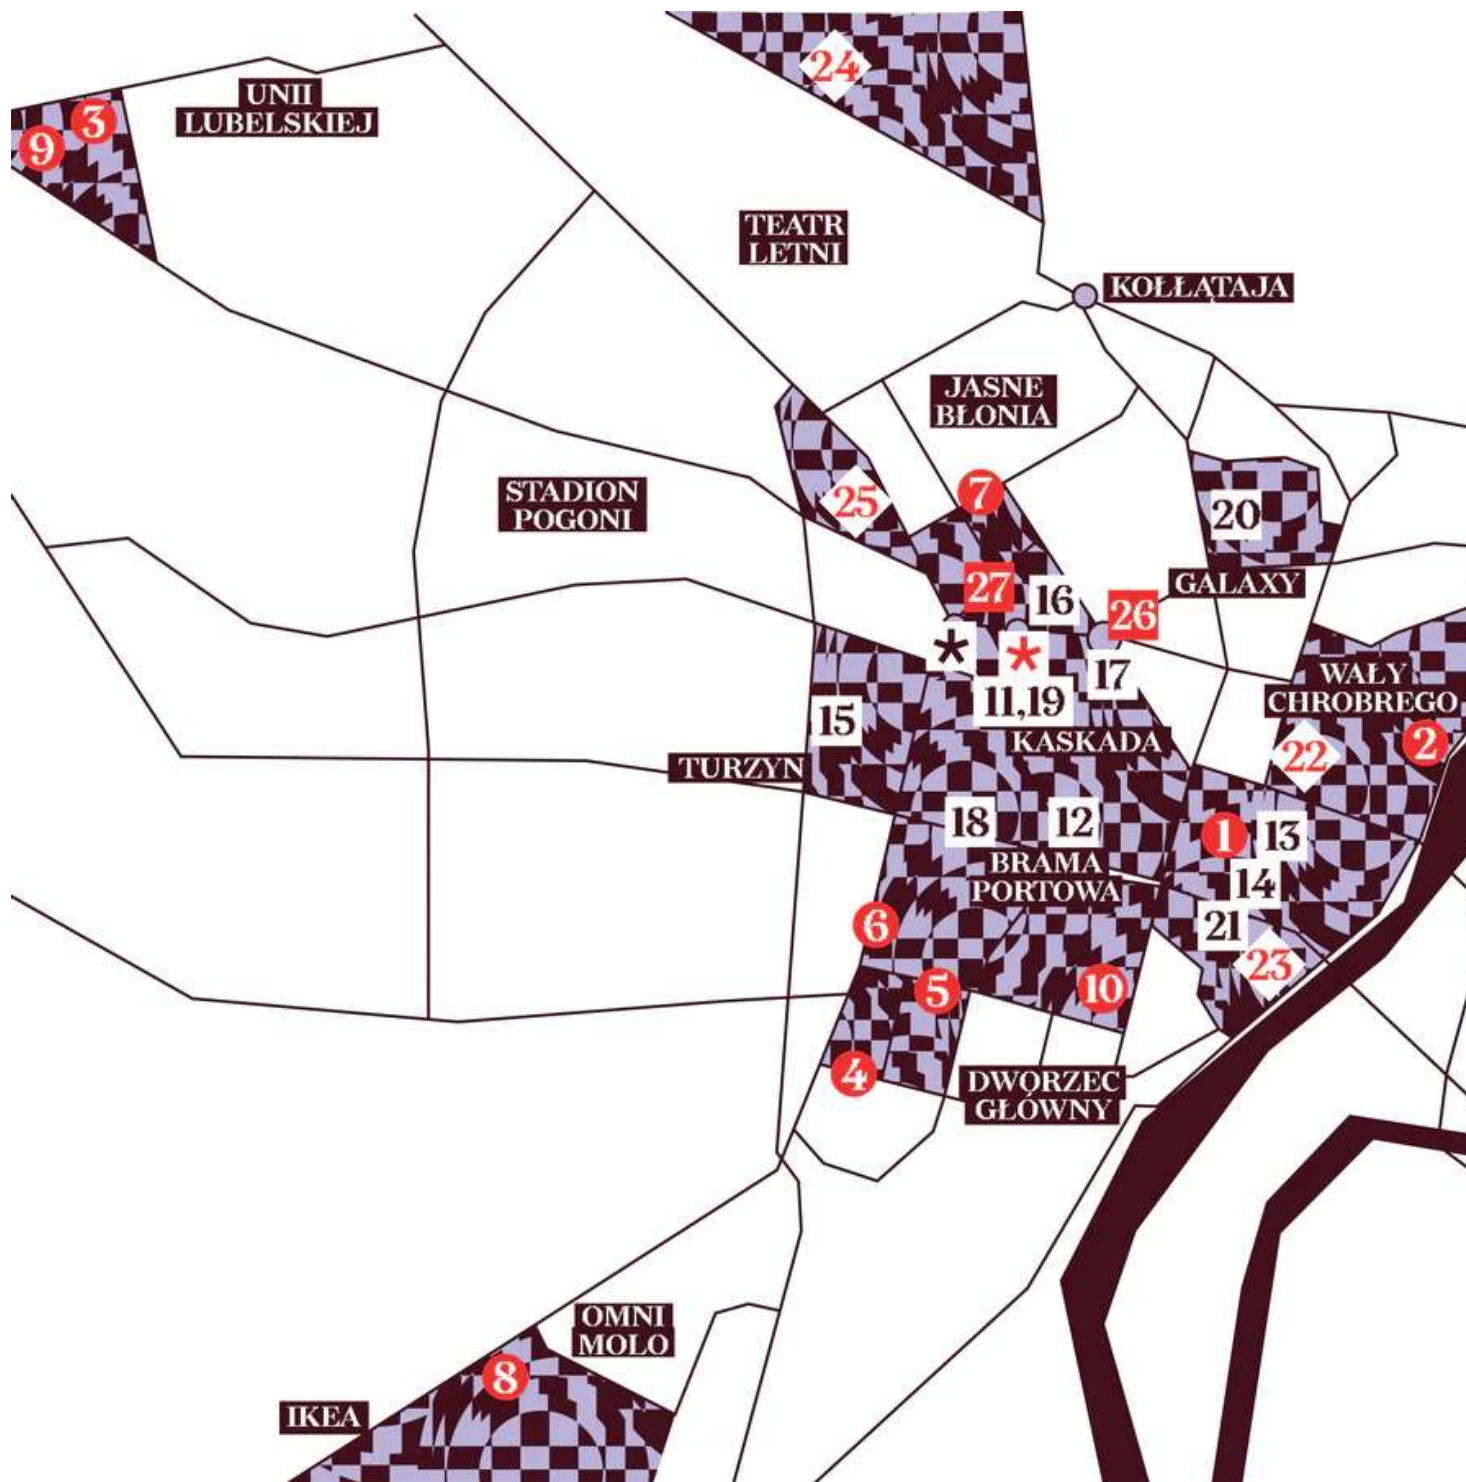 24
UNII
LUBELSKIEJ
3
9
TEATR
LETNI
KOŁŁĄTAJA
JASNE
BŁONIA
STADION
POGONI
25
7
20
27
16
26
GALAXY
*
*
17
11,19
15
WAŁY
CHROBREGO
KASKADA
2
22
TURZYN
18
12
1
13
BRAMA
PORTOWA
14
6
21
23
5
10
4
DWORZEC
GŁÓWNY
OMNI
MOLO
8
IKEA